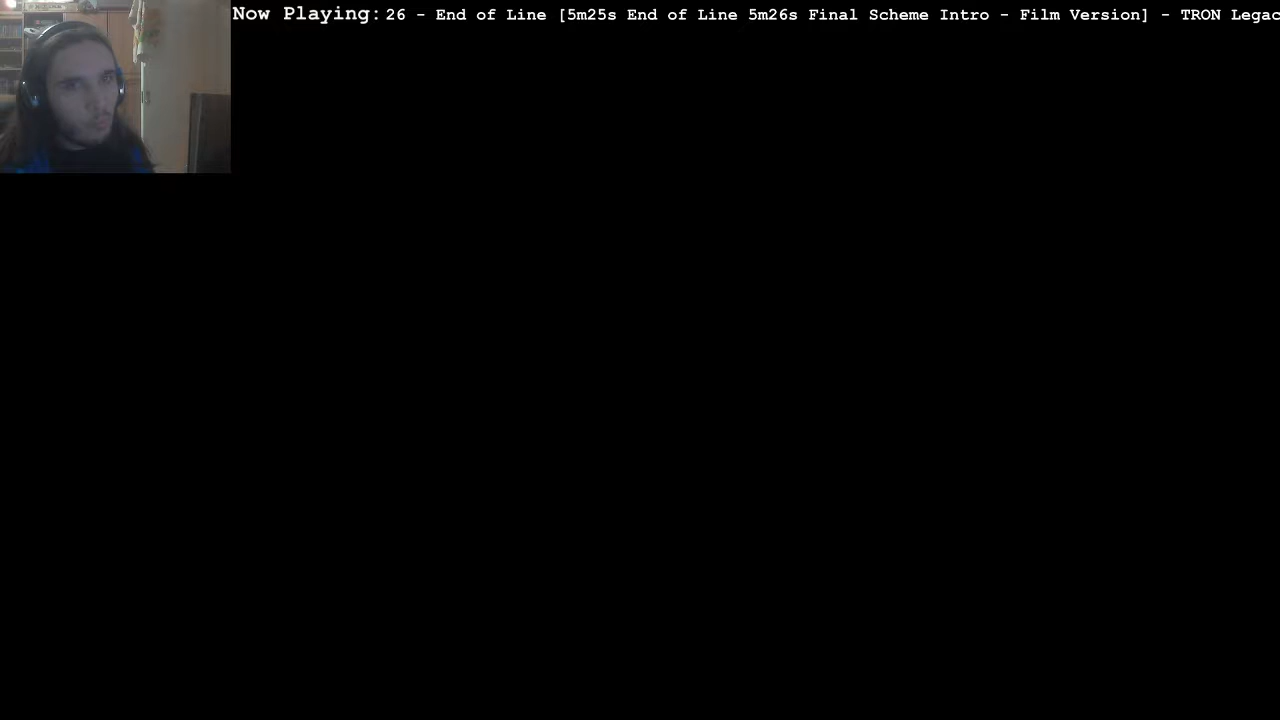 Now Playing: 26 - End of Line [5m25s End of Line 5m26s Final Scheme Intro - Film Version] - TRON Legac